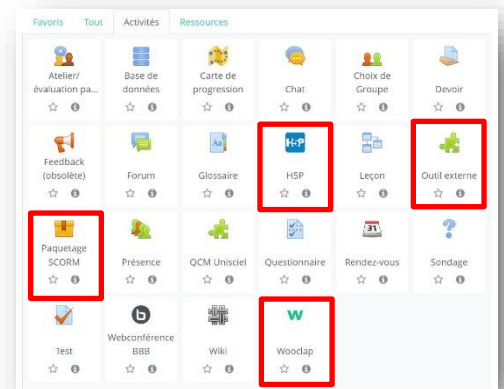 Favoris Tout Activités Ressources
Atelier/ évaluation pa... Base de données Carte de progression Chat Choix de Groupe Devoir
Feedback (obsolète) Forum Glossaire H5P Leçon Outil externe
Paquetage SCORM Présence QCM Unisciel Questionnaire Rendez-vous Sondage
Test Webconférence BBB Wiki Wooclap